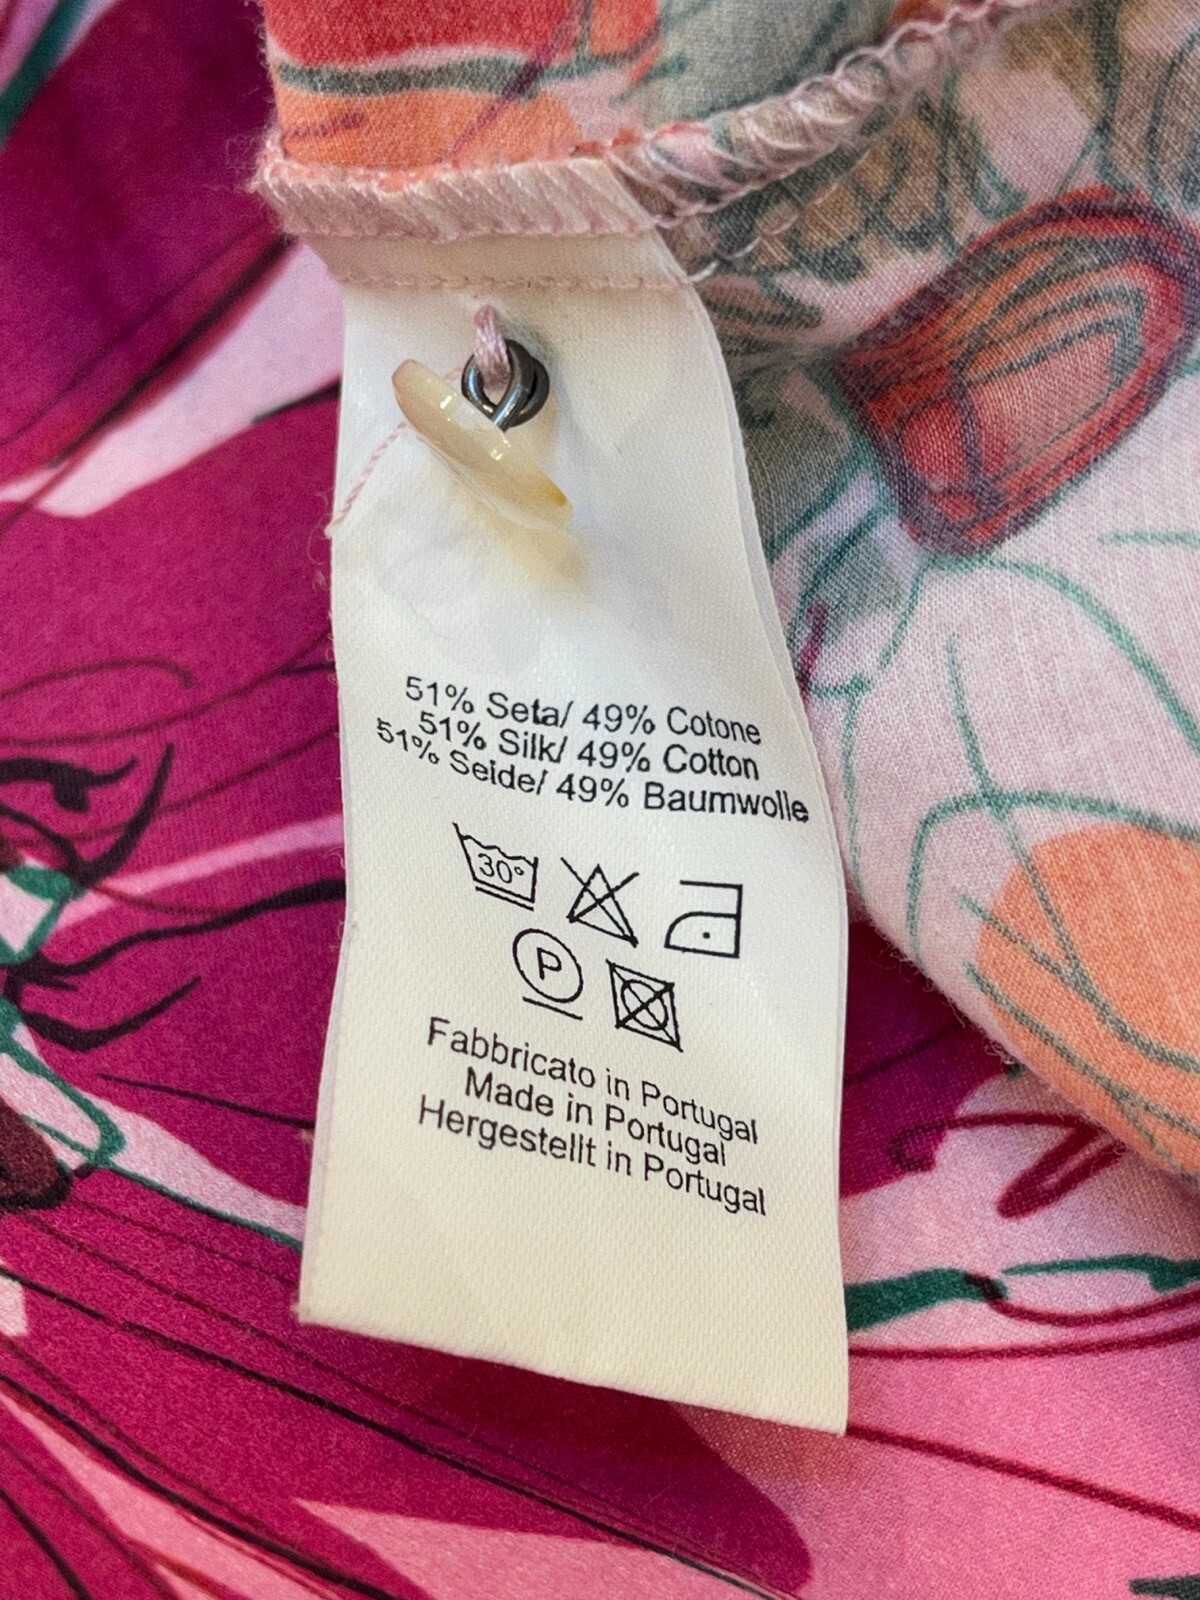 51% Seta/ 49% Cotone
51% Silk/ 49% Cotton
51% Seide/ 49% Baumwolle
30°
P
Fabbricato in Portugal
Made in Portugal
Hergestellt in Portugal